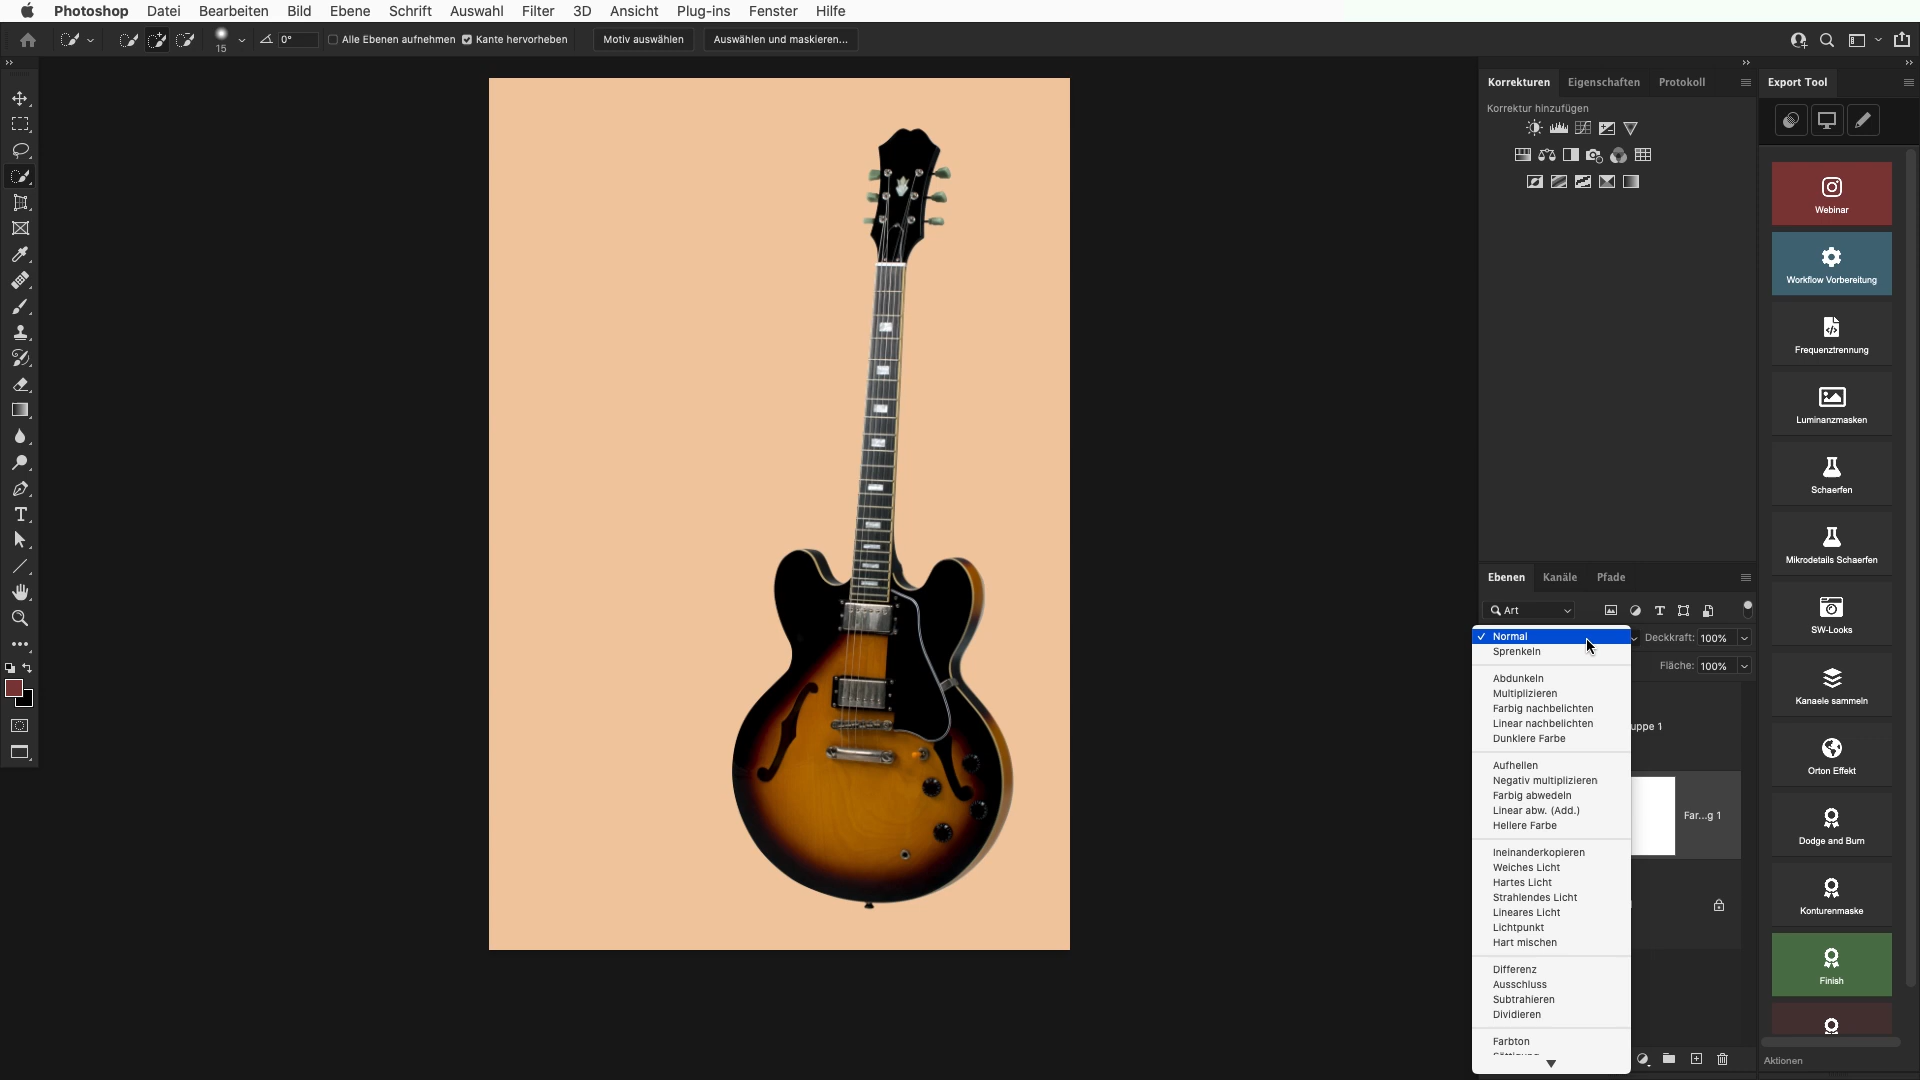 Photoshop Datei Bearbeiten Bild Ebene Schrift Auswahl Filter 3D Ansicht Plug-ins Fenster Hilfe
15 0° Alle Ebenen aufnehmen Kante hervorheben Motiv auswählen Auswählen und maskieren...
Korrekturen Eigenschaften Protokoll
Korrektur hinzufügen
Export Tool
Webinar
Workflow Vorbereitung
Frequenztrennung
Luminanzmasken
Schaerfen
Mikrodetails Schaerfen
SW-Looks
Kanaele sammeln
Orton Effekt
Dodge and Burn
Konturenmaske
Finish
Aktionen
Ebenen Kanäle Pfade
Art
Deckkraft: 100%
Fläche: 100%
uppe 1
Far...g 1
Normal
Sprenkeln
Abdunkeln
Multiplizieren
Farbig nachbelichten
Linear nachbelichten
Dunklere Farbe
Aufhellen
Negativ multiplizieren
Farbig abwedeln
Linear abw. (Add.)
Hellere Farbe
Ineinanderkopieren
Weiches Licht
Hartes Licht
Strahlendes Licht
Lineares Licht
Lichtpunkt
Hart mischen
Differenz
Ausschluss
Subtrahieren
Dividieren
Farbton